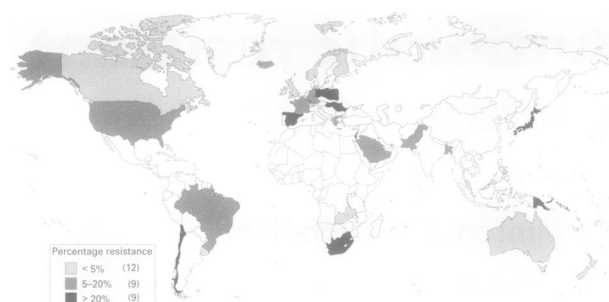 Percentage resistance
< 5% (12)
5–20% (9)
> 20% (9)